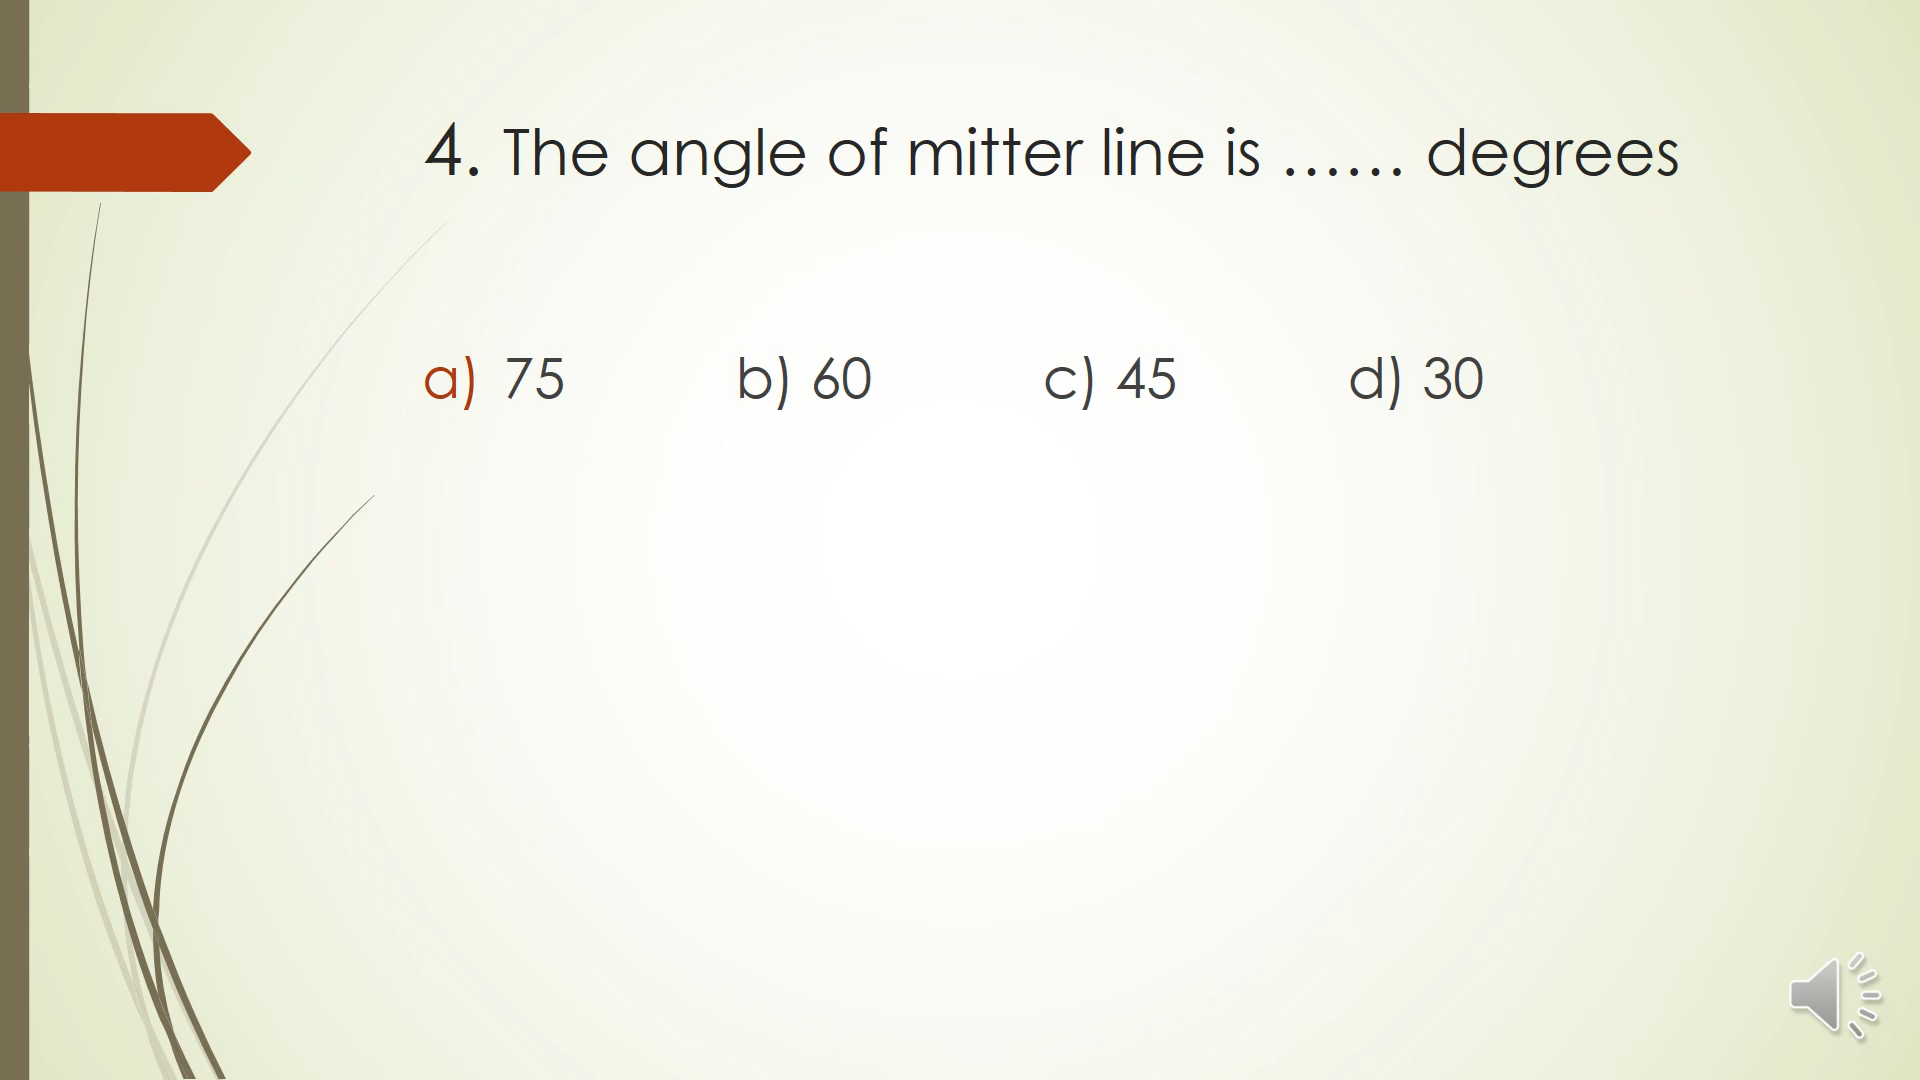 4. The angle of mitter line is …… degrees
a) 75 b) 60 c) 45 d) 30